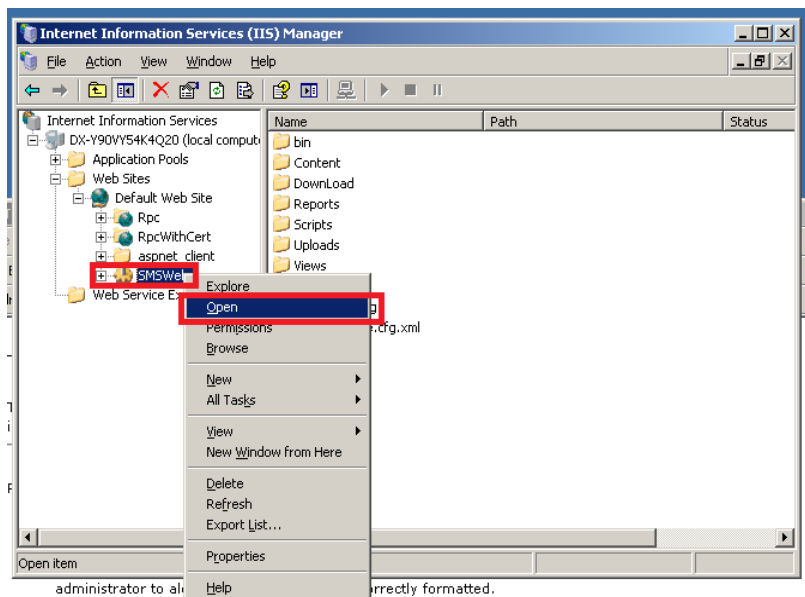 Internet Information Services (IIS) Manager
File Action View Window Help
Internet Information Services
DX-Y90VY54K4Q20 (local compute
Application Pools
Web Sites
Default Web Site
Rpc
RpcWithCert
aspnet_client
SMSWe
Web Service Ex
Name Path Status
bin
Content
DownLoad
Reports
Scripts
Uploads
Views
g
e.cfg.xml
Explore
Open
Permissions
Browse
New
All Tasks
View
New Window from Here
Delete
Refresh
Export List...
Properties
Help
Open item
administrator to al
rrectly formatted.